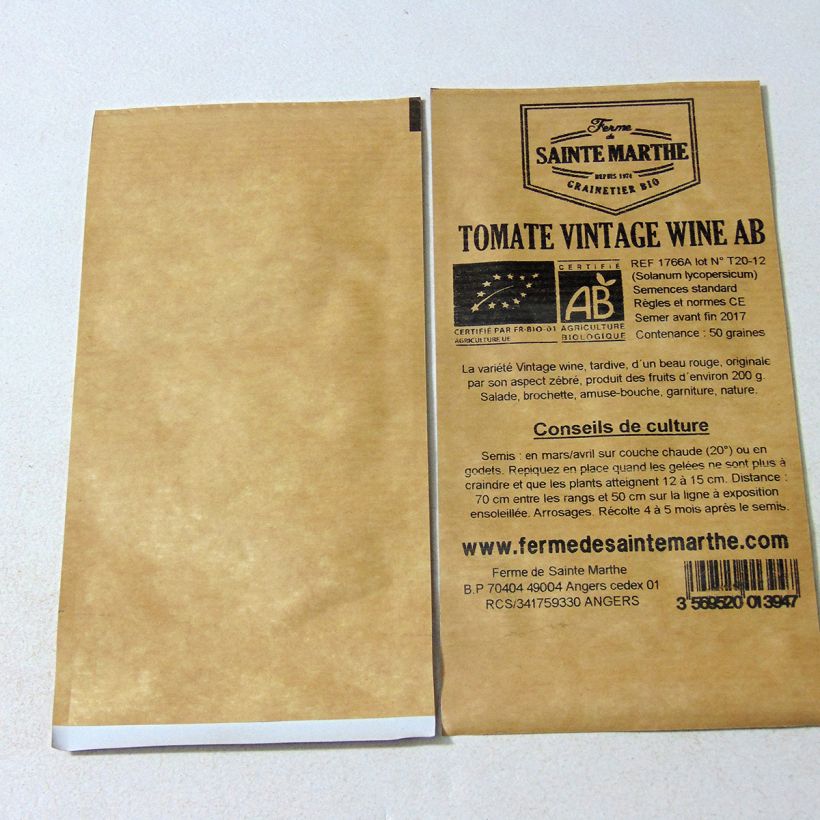 Ferme
de
SAINTE MARTHE
DEPUIS 1974
GRAINETIER BIO
TOMATE VINTAGE WINE AB
CERTIFIÉ
AB
AGRICULTURE
BIOLOGIQUE
CERTIFIÉ PAR FR-BIO-01
AGRICULTURE UE
REF 1766A lot N° T20-12
(Solanum lycopersicum)
Semences standard
Règles et normes CE
Semer avant fin 2017
Contenance : 50 graines
La variété Vintage wine, tardive, d´un beau rouge, originale
par son aspect zébré, produit des fruits d´environ 200 g.
Salade, brochette, amuse-bouche, garniture, nature.
Conseils de culture
Semis : en mars/avril sur couche chaude (20°) ou en
godets. Repiquez en place quand les gelées ne sont plus à
craindre et que les plants atteignent 12 à 15 cm. Distance :
70 cm entre les rangs et 50 cm sur la ligne à exposition
ensoleillée. Arrosages. Récolte 4 à 5 mois après le semis.
www.fermedesaintemarthe.com
Ferme de Sainte Marthe
B.P 70404 49004 Angers cedex 01
RCS/341759330 ANGERS
3 569520 013947